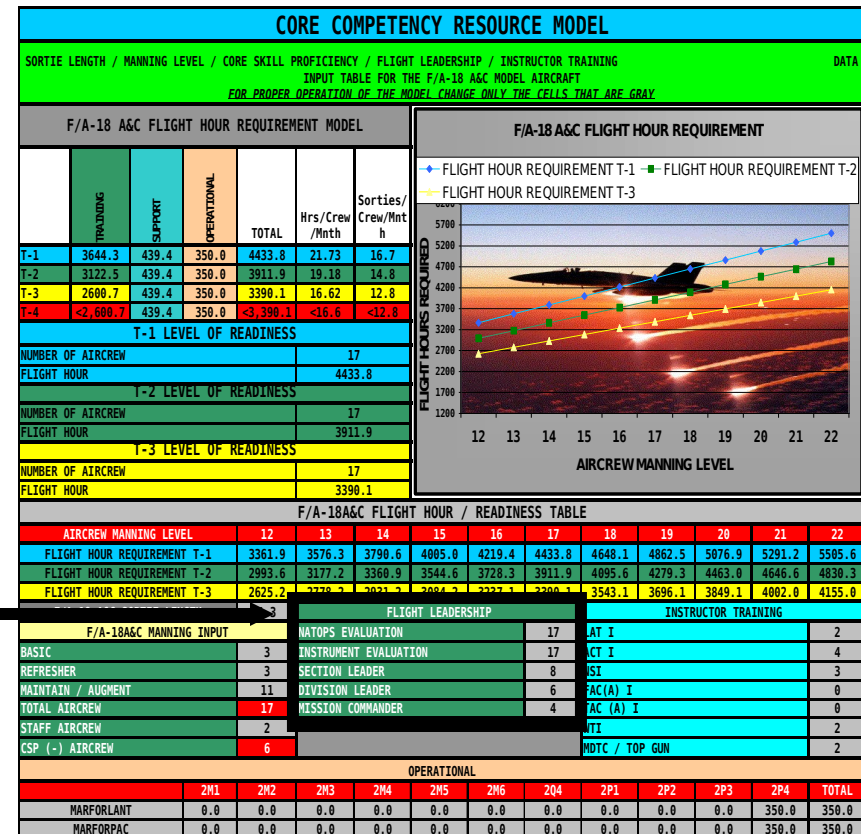 CORE COMPETENCY RESOURCE MODEL
SORTIE LENGTH / MANNING LEVEL / CORE SKILL PROFICIENCY / FLIGHT LEADERSHIP / INSTRUCTOR TRAINING DATA
INPUT TABLE FOR THE F/A-18 A&C MODEL AIRCRAFT
FOR PROPER OPERATION OF THE MODEL CHANGE ONLY THE CELLS THAT ARE GRAY
F/A-18 A&C FLIGHT HOUR REQUIREMENT MODEL
TRAINING SUPPORT OPERATIONAL TOTAL Hrs/Crew /Mnth Sorties/ Crew/Mnt h
T-1 3644.3 439.4 350.0 4433.8 21.73 16.7
T-2 3122.5 439.4 350.0 3911.9 19.18 14.8
T-3 2600.7 439.4 350.0 3390.1 16.62 12.8
T-4 <2,600.7 439.4 350.0 <3,390.1 <16.6 <12.8
T-1 LEVEL OF READINESS
NUMBER OF AIRCREW 17
FLIGHT HOUR 4433.8
T-2 LEVEL OF READINESS
NUMBER OF AIRCREW 17
FLIGHT HOUR 3911.9
T-3 LEVEL OF READINESS
NUMBER OF AIRCREW 17
FLIGHT HOUR 3390.1
F/A-18 A&C FLIGHT HOUR REQUIREMENT
FLIGHT HOUR REQUIREMENT T-1 FLIGHT HOUR REQUIREMENT T-2
FLIGHT HOUR REQUIREMENT T-3
FLIGHT HOURS REQUIRED
6200
5700
5200
4700
4200
3700
3200
2700
2200
1700
1200
12 13 14 15 16 17 18 19 20 21 22
AIRCREW MANNING LEVEL
F/A-18A&C FLIGHT HOUR / READINESS TABLE
AIRCREW MANNING LEVEL 12 13 14 15 16 17 18 19 20 21 22
FLIGHT HOUR REQUIREMENT T-1 3361.9 3576.3 3790.6 4005.0 4219.4 4433.8 4648.1 4862.5 5076.9 5291.2 5505.6
FLIGHT HOUR REQUIREMENT T-2 2993.6 3177.2 3360.9 3544.6 3728.3 3911.9 4095.6 4279.3 4463.0 4646.6 4830.3
FLIGHT HOUR REQUIREMENT T-3 2625.2 3543.1 3696.1 3849.1 4002.0 4155.0
F/A-18A&C MANNING INPUT
BASIC 3
REFRESHER 3
MAINTAIN / AUGMENT 11
TOTAL AIRCREW 17
STAFF AIRCREW 2
CSP (-) AIRCREW 6
FLIGHT LEADERSHIP
NATOPS EVALUATION 17
INSTRUMENT EVALUATION 17
SECTION LEADER 8
DIVISION LEADER 6
MISSION COMMANDER 4
INSTRUCTOR TRAINING
I 2
I 4
3
I 0
(A) I 0
2
MDTC / TOP GUN 2
OPERATIONAL
2M1 2M2 2M3 2M4 2M5 2M6 2Q4 2P1 2P2 2P3 2P4 TOTAL
MARFORLANT 0.0 0.0 0.0 0.0 0.0 0.0 0.0 0.0 0.0 0.0 350.0 350.0
MARFORPAC 0.0 0.0 0.0 0.0 0.0 0.0 0.0 0.0 0.0 0.0 350.0 350.0